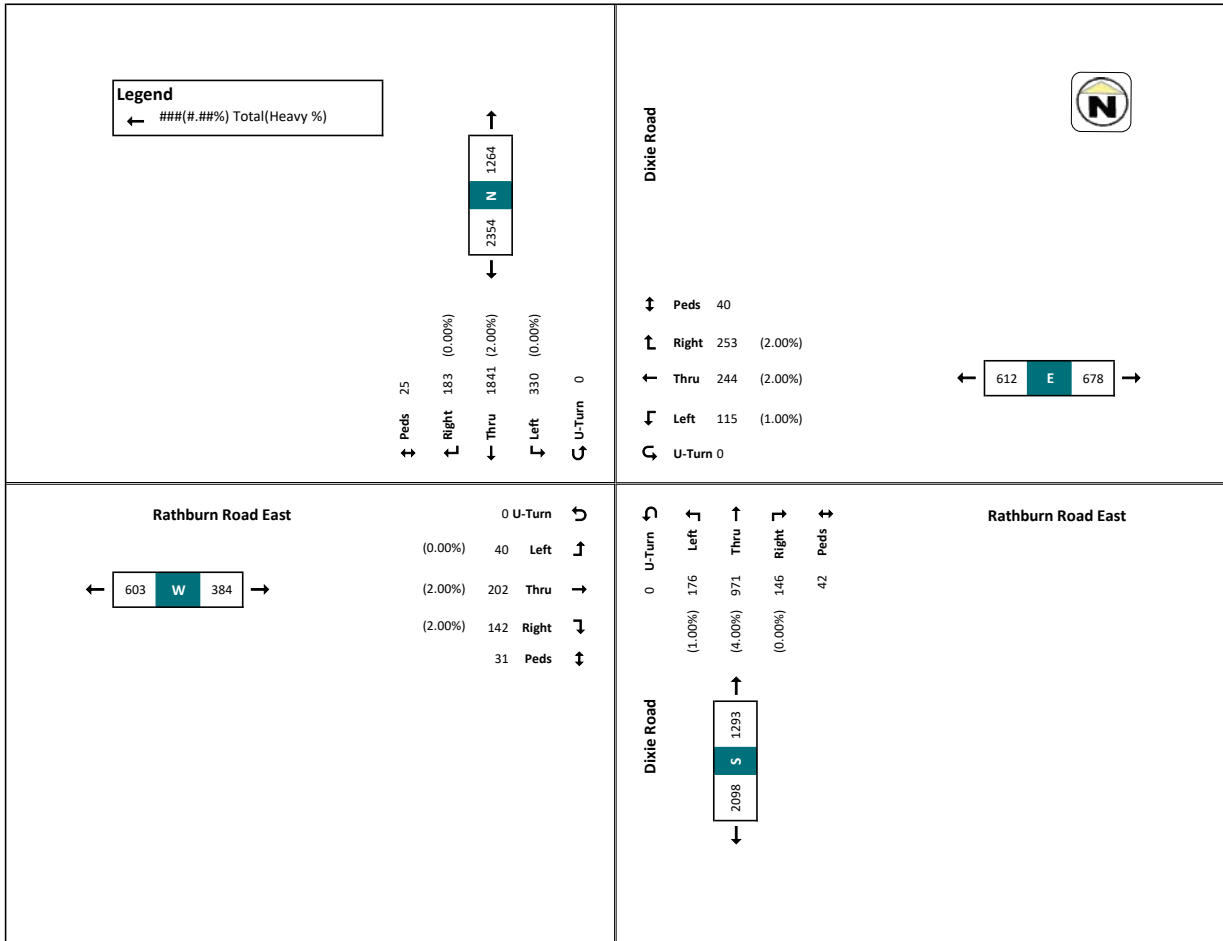 Legend
← ###(#.##%) Total(Heavy %)
1264
N
2354
Peds 25
Right 183 (0.00%)
Thru 1841 (2.00%)
Left 330 (0.00%)
U-Turn 0
Dixie Road
N
Peds 40
Right 253 (2.00%)
Thru 244 (2.00%)
Left 115 (1.00%)
U-Turn 0
612 E 678
Rathburn Road East
0 U-Turn
(0.00%) 40 Left
(2.00%) 202 Thru
(2.00%) 142 Right
31 Peds
603 W 384
0 U-Turn
(1.00%) 176 Left
(4.00%) 971 Thru
(0.00%) 146 Right
42 Peds
Rathburn Road East
Dixie Road
1293
S
2098